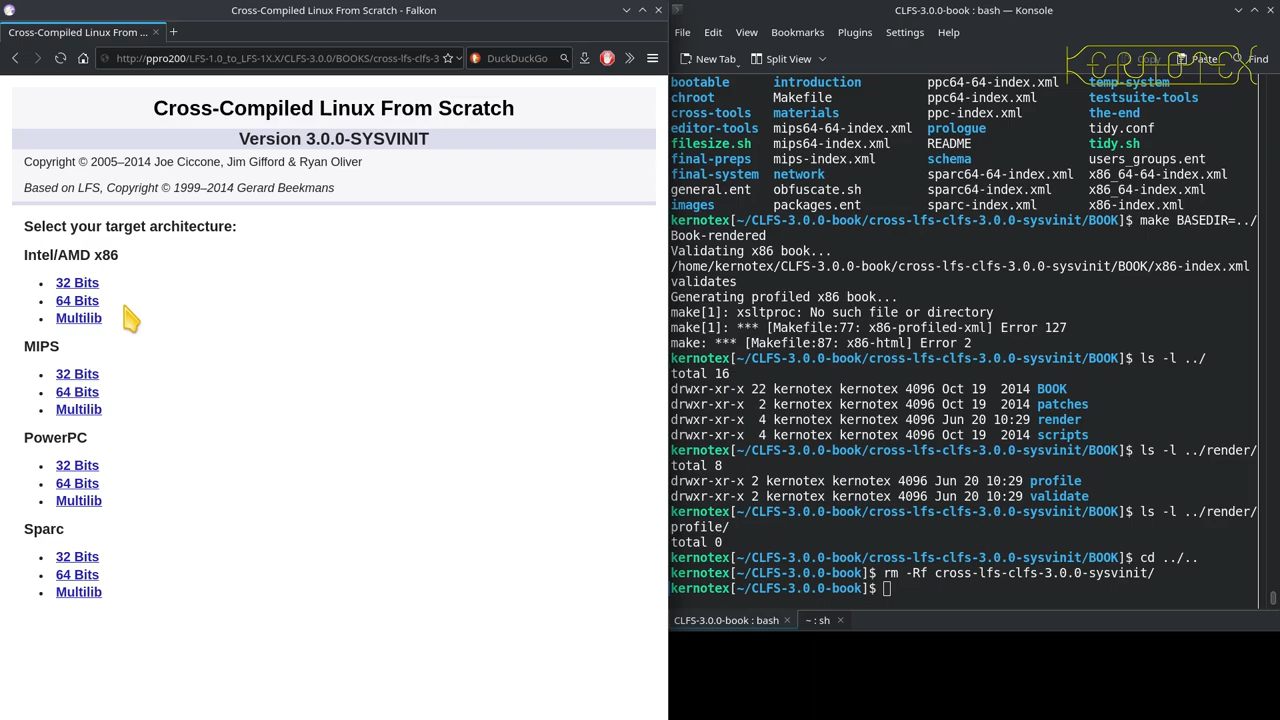 Cross-Compiled Linux From Scratch - Falkon
Cross-Compiled Linux From ...
http://ppro200/LFS-1.0_to_LFS-1X.X/CLFS/3.0.0/BOOKS/cross-lfs-clfs-3
DuckDuckGo
Cross-Compiled Linux From Scratch
Version 3.0.0-SYSVINIT
Copyright © 2005–2014 Joe Ciccone, Jim Gifford & Ryan Oliver
Based on LFS, Copyright © 1999–2014 Gerard Beekmans
Select your target architecture:
Intel/AMD x86
32 Bits
64 Bits
Multilib
MIPS
32 Bits
64 Bits
Multilib
PowerPC
32 Bits
64 Bits
Multilib
Sparc
32 Bits
64 Bits
Multilib
CLFS-3.0.0-book : bash — Konsole
File Edit View Bookmarks Plugins Settings Help
New Tab Split View Copy Paste Find
KERNOTEX
bootable introduction ppc64-64-index.xml temp-system
chroot Makefile ppc64-index.xml testsuite-tools
cross-tools materials ppc-index.xml the-end
editor-tools mips64-64-index.xml prologue tidy.conf
filesize.sh mips64-index.xml README tidy.sh
final-preps mips-index.xml schema users_groups.ent
final-system network sparc64-64-index.xml x86_64-64-index.xml
general.ent obfuscate.sh sparc64-index.xml x86_64-index.xml
images packages.ent sparc-index.xml x86-index.xml
kernotex[~/CLFS-3.0.0-book/cross-lfs-clfs-3.0.0-sysvinit/BOOK]$ make BASEDIR=../
Book-rendered
Validating x86 book...
/home/kernotex/CLFS-3.0.0-book/cross-lfs-clfs-3.0.0-sysvinit/BOOK/x86-index.xml
validates
Generating profiled x86 book...
make[1]: xsltproc: No such file or directory
make[1]: *** [Makefile:77: x86-profiled-xml] Error 127
make: *** [Makefile:87: x86-html] Error 2
kernotex[~/CLFS-3.0.0-book/cross-lfs-clfs-3.0.0-sysvinit/BOOK]$ ls -l ../
total 16
drwxr-xr-x 22 kernotex kernotex 4096 Oct 19  2014 BOOK
drwxr-xr-x  2 kernotex kernotex 4096 Oct 19  2014 patches
drwxr-xr-x  4 kernotex kernotex 4096 Jun 20 10:29 render
drwxr-xr-x  4 kernotex kernotex 4096 Oct 19  2014 scripts
kernotex[~/CLFS-3.0.0-book/cross-lfs-clfs-3.0.0-sysvinit/BOOK]$ ls -l ../render/
total 8
drwxr-xr-x 2 kernotex kernotex 4096 Jun 20 10:29 profile
drwxr-xr-x 2 kernotex kernotex 4096 Jun 20 10:29 validate
kernotex[~/CLFS-3.0.0-book/cross-lfs-clfs-3.0.0-sysvinit/BOOK]$ ls -l ../render/
profile/
total 0
kernotex[~/CLFS-3.0.0-book/cross-lfs-clfs-3.0.0-sysvinit/BOOK]$ cd ../..
kernotex[~/CLFS-3.0.0-book]$ rm -Rf cross-lfs-clfs-3.0.0-sysvinit/
kernotex[~/CLFS-3.0.0-book]$
CLFS-3.0.0-book : bash
~ : sh